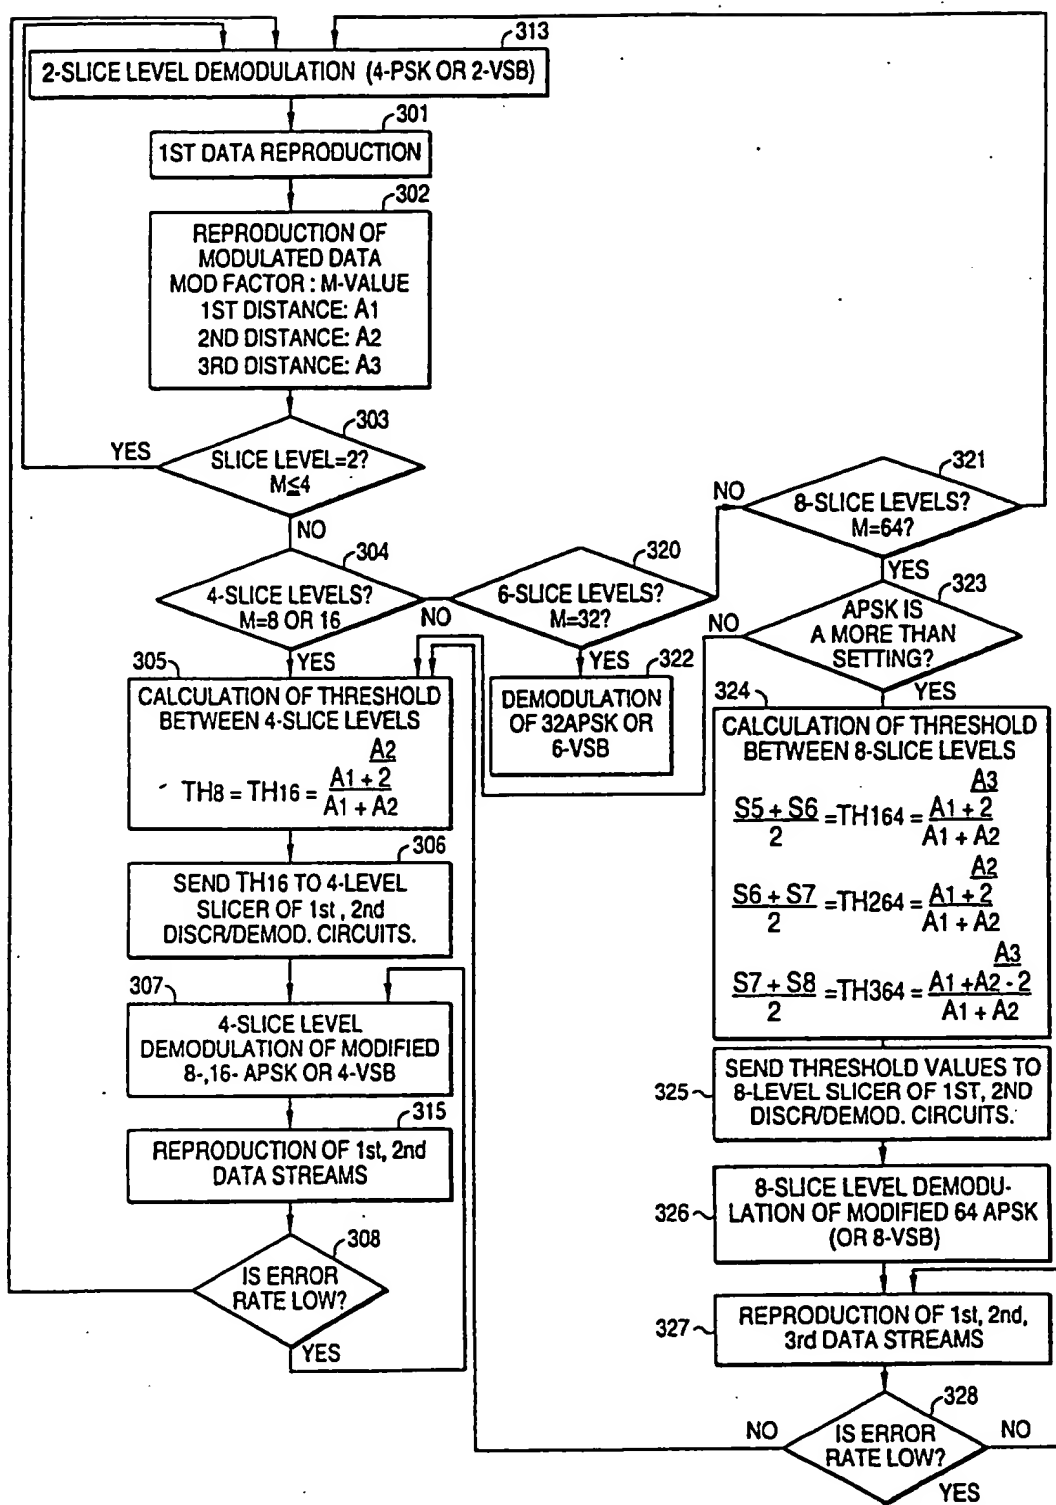 313
2-SLICE LEVEL DEMODULATION (4-PSK OR 2-VSB)
301
1ST DATA REPRODUCTION
302
REPRODUCTION OF
MODULATED DATA
MOD FACTOR : M-VALUE
1ST DISTANCE: A1
2ND DISTANCE: A2
3RD DISTANCE: A3
303
YES
SLICE LEVEL=2?
M≤4
NO
304
4-SLICE LEVELS?
M=8 OR 16
NO
YES
320
6-SLICE LEVELS?
M=32?
NO
YES
322
DEMODULATION
OF 32APSK OR
6-VSB
321
8-SLICE LEVELS?
M=64?
YES
323
NO
APSK IS
A MORE THAN
SETTING?
YES
305
CALCULATION OF THRESHOLD
BETWEEN 4-SLICE LEVELS
A2
TH8 = TH16 = A1 + 2
A1 + A2
306
SEND TH16 TO 4-LEVEL
SLICER OF 1st, 2nd
DISCR/DEMOD. CIRCUITS.
307
4-SLICE LEVEL
DEMODULATION OF MODIFIED
8-,16- APSK OR 4-VSB
315
REPRODUCTION OF 1st, 2nd
DATA STREAMS
308
IS ERROR
RATE LOW?
YES
324
CALCULATION OF THRESHOLD
BETWEEN 8-SLICE LEVELS
A3
S5 + S6 =TH164 = A1 + 2
2 A1 + A2
A2
S6 + S7 =TH264 = A1 + 2
2 A1 + A2
A3
S7 + S8 =TH364 = A1 +A2 - 2
2 A1 + A2
325
SEND THRESHOLD VALUES TO
8-LEVEL SLICER OF 1ST, 2ND
DISCR/DEMOD. CIRCUITS.
326
8-SLICE LEVEL DEMODU-
LATION OF MODIFIED 64 APSK
(OR 8-VSB)
327
REPRODUCTION OF 1st, 2nd,
3rd DATA STREAMS
328
NO
IS ERROR
RATE LOW?
NO
YES